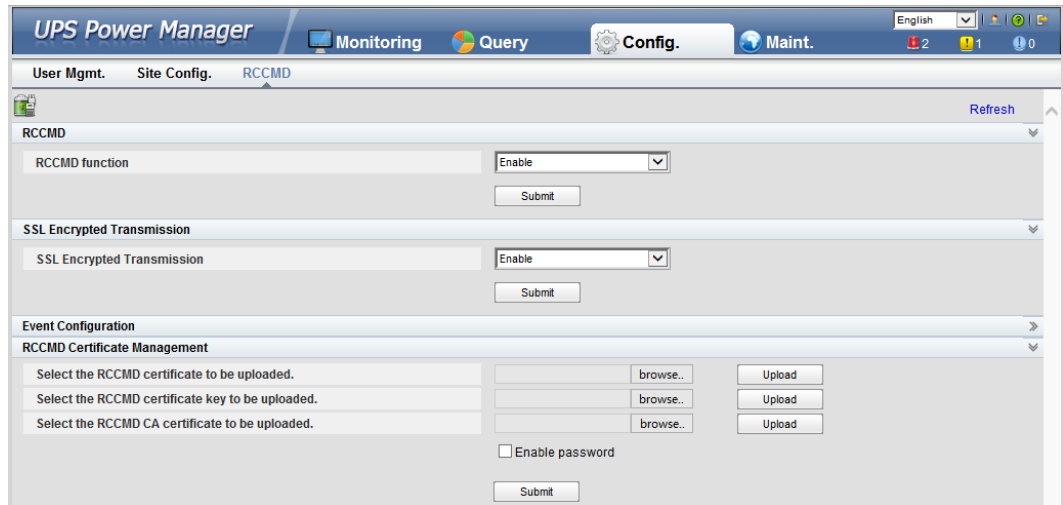 UPS Power Manager
Monitoring Query Config. Maint.
English
2 1 0
User Mgmt. Site Config. RCCMD
Refresh
RCCMD
RCCMD function Enable
Submit
SSL Encrypted Transmission
SSL Encrypted Transmission Enable
Submit
Event Configuration
RCCMD Certificate Management
Select the RCCMD certificate to be uploaded. browse.. Upload
Select the RCCMD certificate key to be uploaded. browse.. Upload
Select the RCCMD CA certificate to be uploaded. browse.. Upload
Enable password
Submit